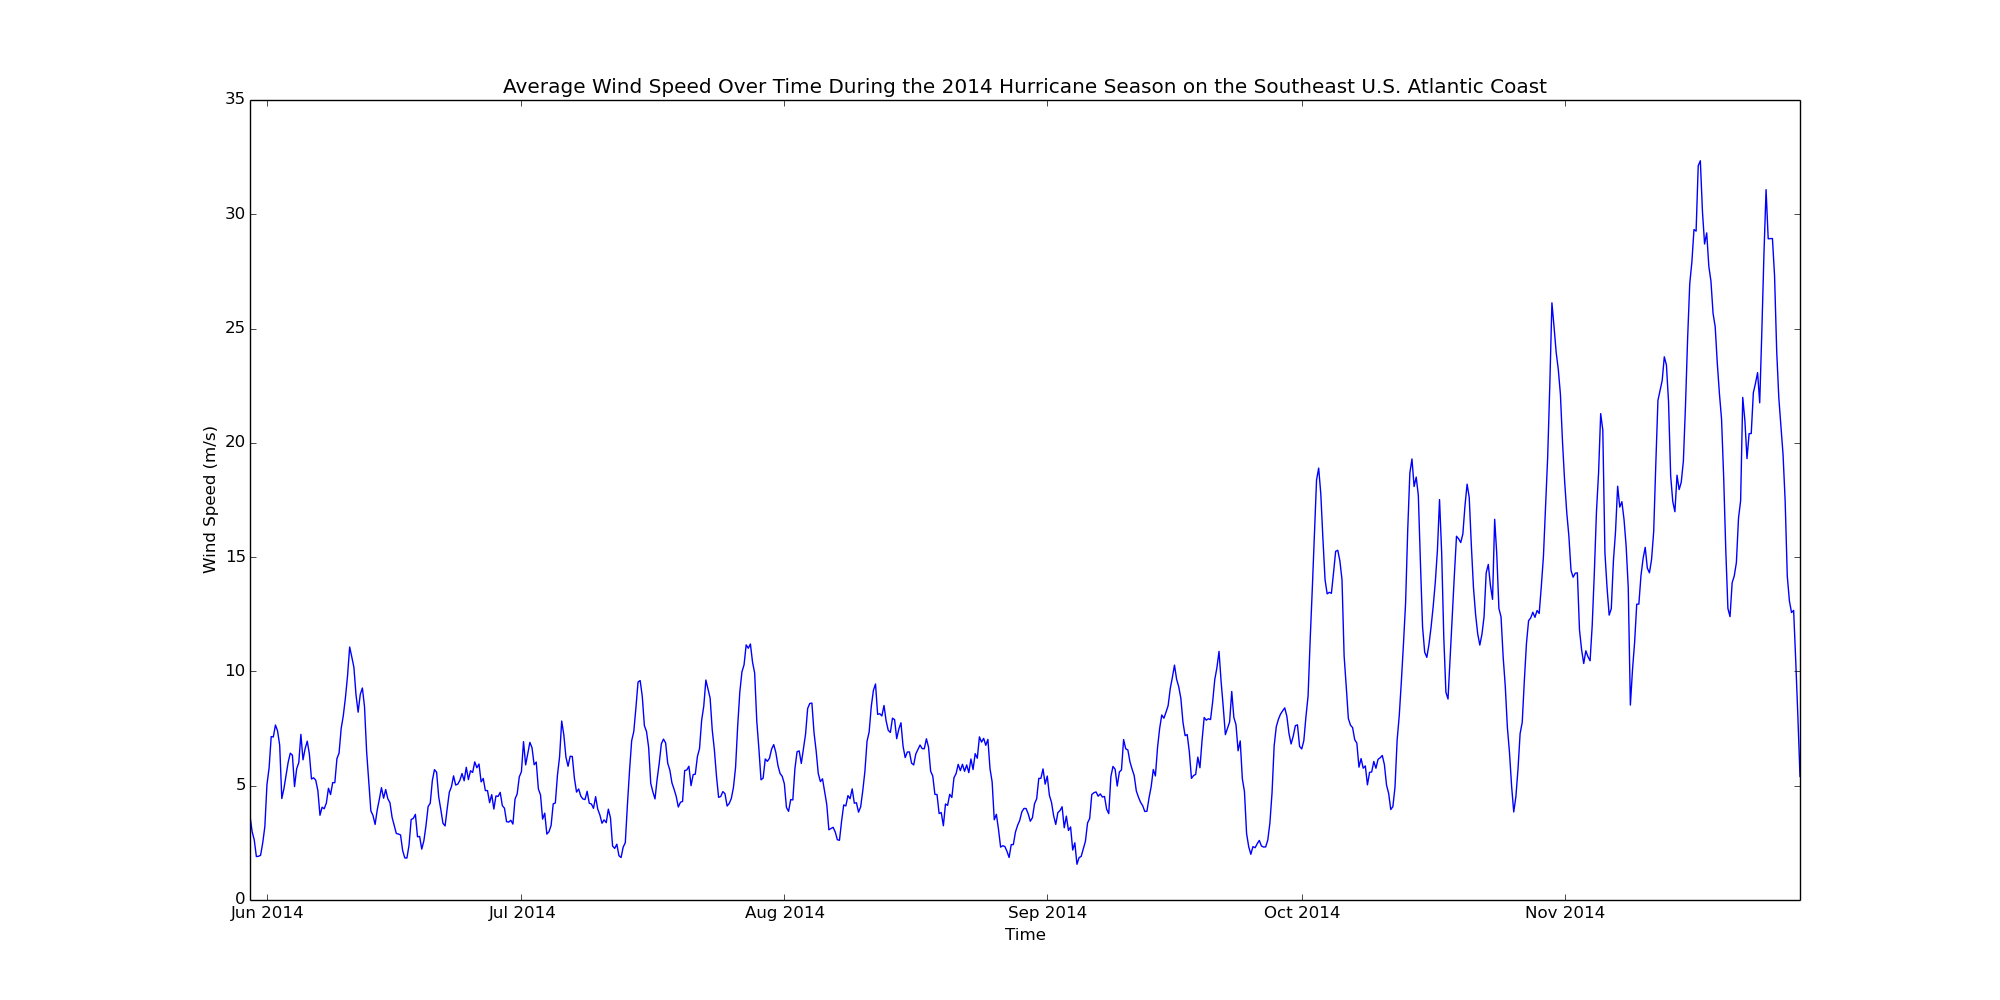 Average Wind Speed Over Time During the 2014 Hurricane Season on the Southeast U.S. Atlantic Coast
35
30
25
20
15
10
5
0
Wind Speed (m/s)
Jun 2014 Jul 2014 Aug 2014 Sep 2014 Oct 2014 Nov 2014
Time